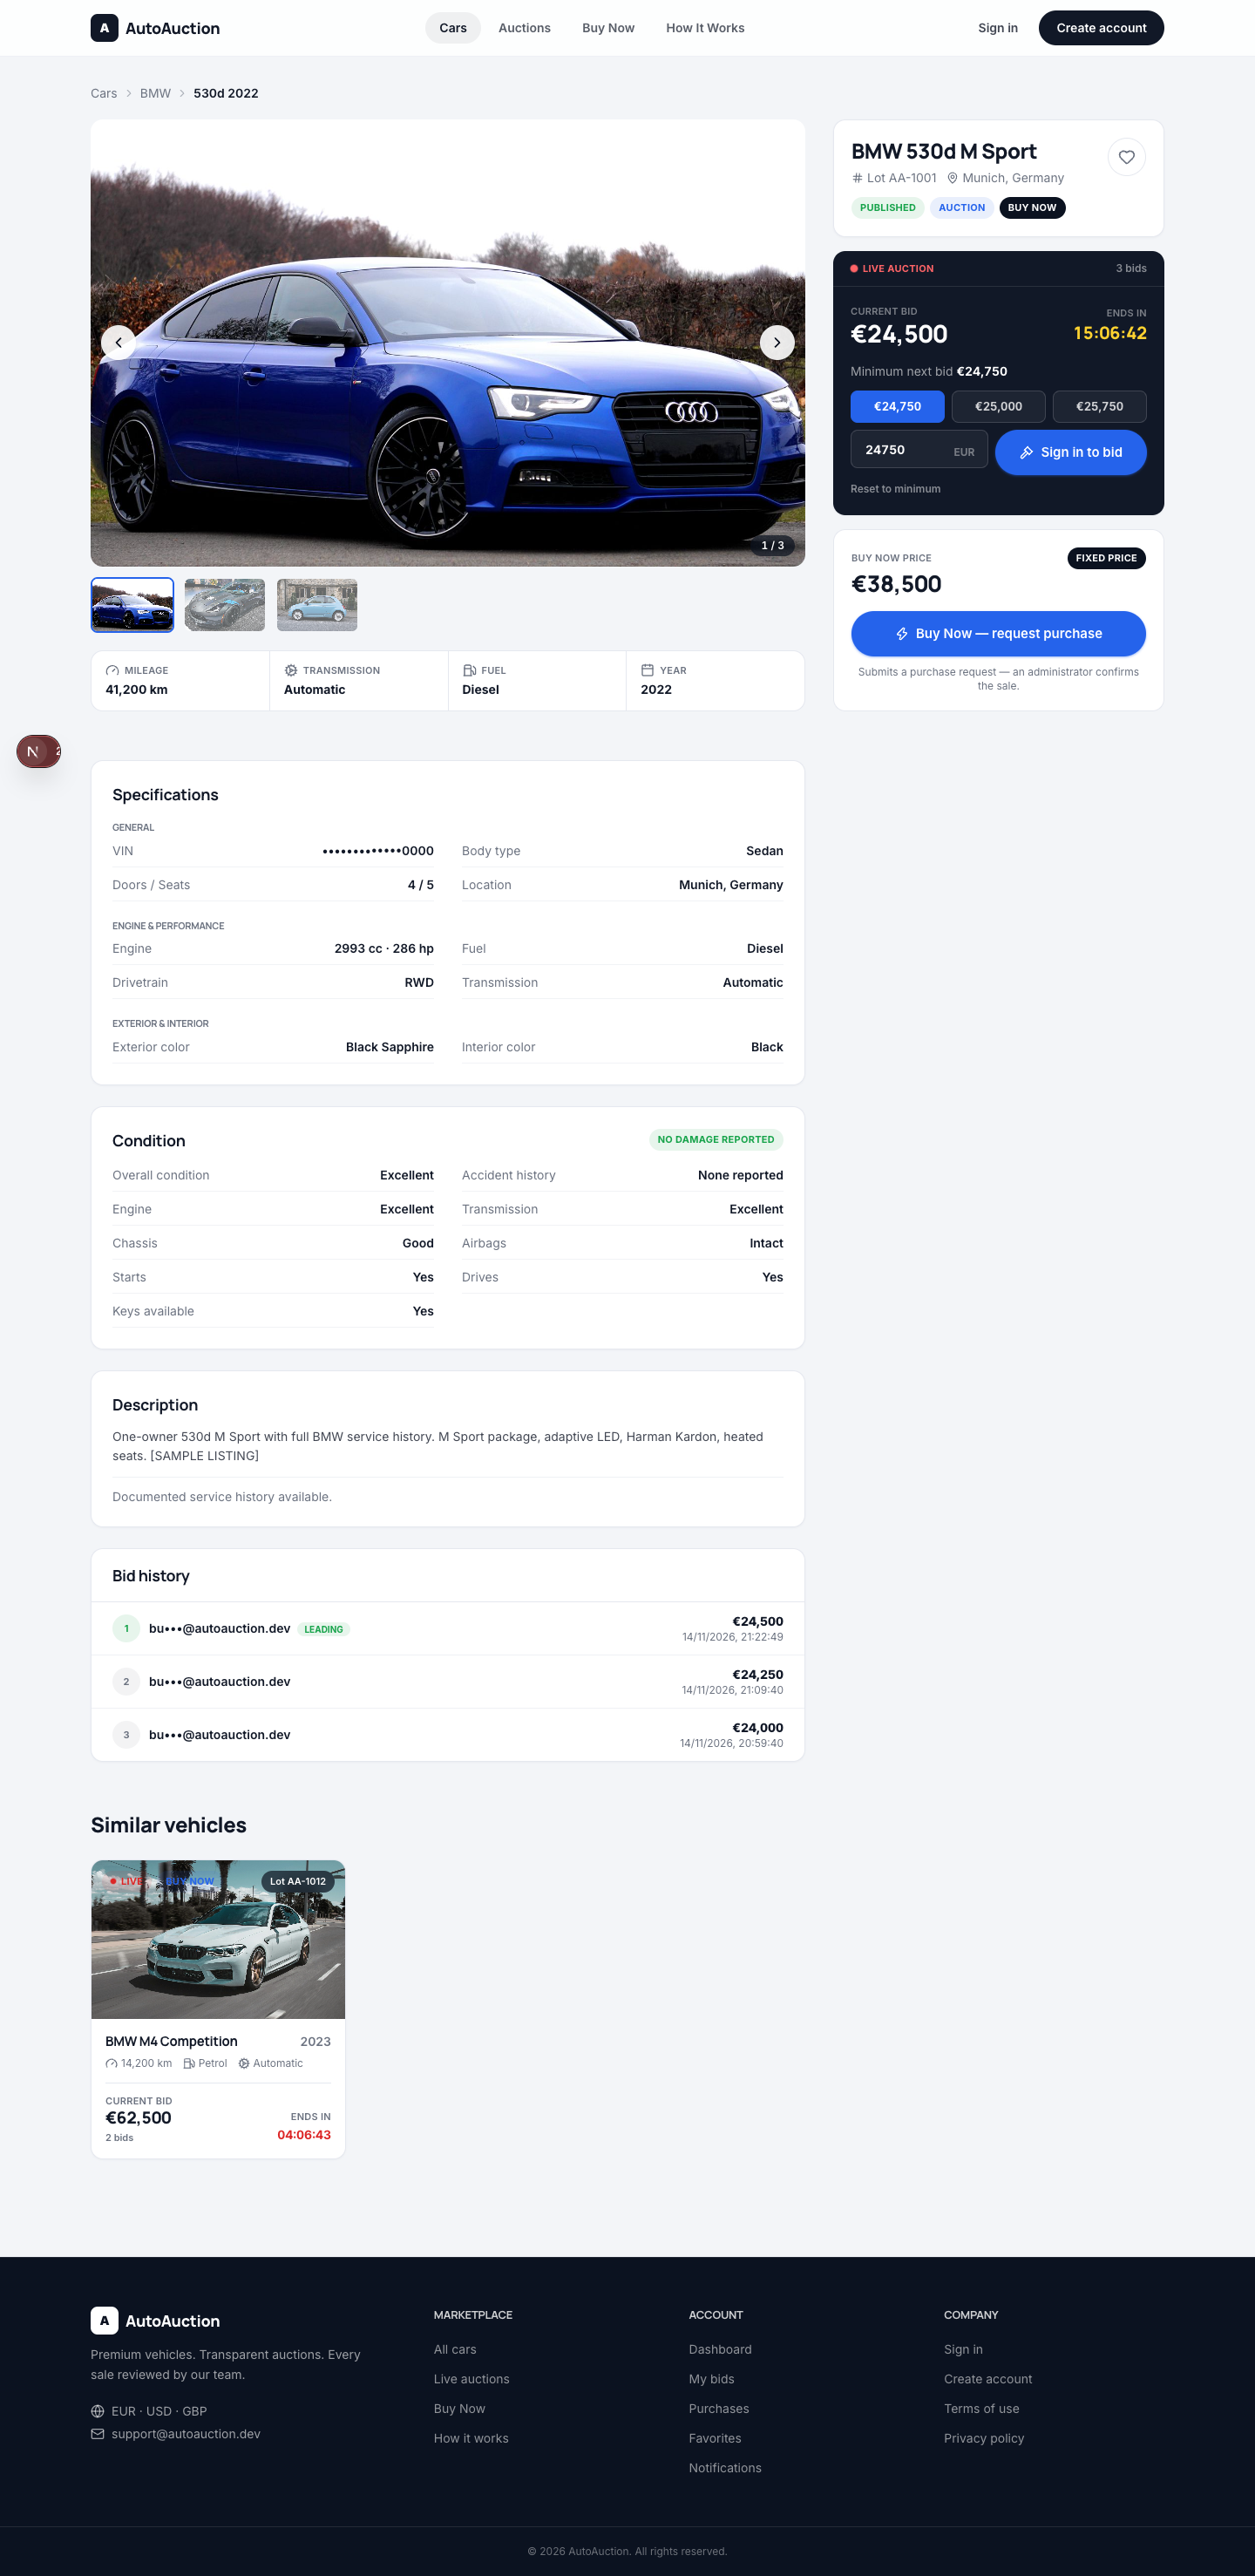 A AutoAuction
Cars Auctions Buy Now How It Works
Sign in Create account
Cars BMW 530d 2022
BMW 530d M Sport
Lot AA-1001 Munich, Germany
PUBLISHED AUCTION BUY NOW
LIVE AUCTION 3 bids
CURRENT BID ENDS IN
€24,500 15:06:42
Minimum next bid €24,750
€24,750 €25,000 €25,750
24750 EUR Sign in to bid
Reset to minimum
1 / 3
BUY NOW PRICE FIXED PRICE
€38,500
Buy Now — request purchase
Submits a purchase request — an administrator confirms
the sale.
MILEAGE TRANSMISSION FUEL YEAR
41,200 km Automatic Diesel 2022
N
Specifications
GENERAL
VIN •••••••••••••0000 Body type Sedan
Doors / Seats 4 / 5 Location Munich, Germany
ENGINE & PERFORMANCE
Engine 2993 cc · 286 hp Fuel Diesel
Drivetrain RWD Transmission Automatic
EXTERIOR & INTERIOR
Exterior color Black Sapphire Interior color Black
Condition NO DAMAGE REPORTED
Overall condition Excellent Accident history None reported
Engine Excellent Transmission Excellent
Chassis Good Airbags Intact
Starts Yes Drives Yes
Keys available Yes
Description
One-owner 530d M Sport with full BMW service history. M Sport package, adaptive LED, Harman Kardon, heated
seats. [SAMPLE LISTING]
Documented service history available.
Bid history
1 bu•••@autoauction.dev LEADING €24,500
14/11/2026, 21:22:49
2 bu•••@autoauction.dev €24,250
14/11/2026, 21:09:40
3 bu•••@autoauction.dev €24,000
14/11/2026, 20:59:40
Similar vehicles
LIVE BUY NOW Lot AA-1012
BMW M4 Competition 2023
14,200 km Petrol Automatic
CURRENT BID
€62,500 ENDS IN
2 bids 04:06:43
A AutoAuction
Premium vehicles. Transparent auctions. Every
sale reviewed by our team.
EUR · USD · GBP
support@autoauction.dev
MARKETPLACE
All cars
Live auctions
Buy Now
How it works
ACCOUNT
Dashboard
My bids
Purchases
Favorites
Notifications
COMPANY
Sign in
Create account
Terms of use
Privacy policy
© 2026 AutoAuction. All rights reserved.